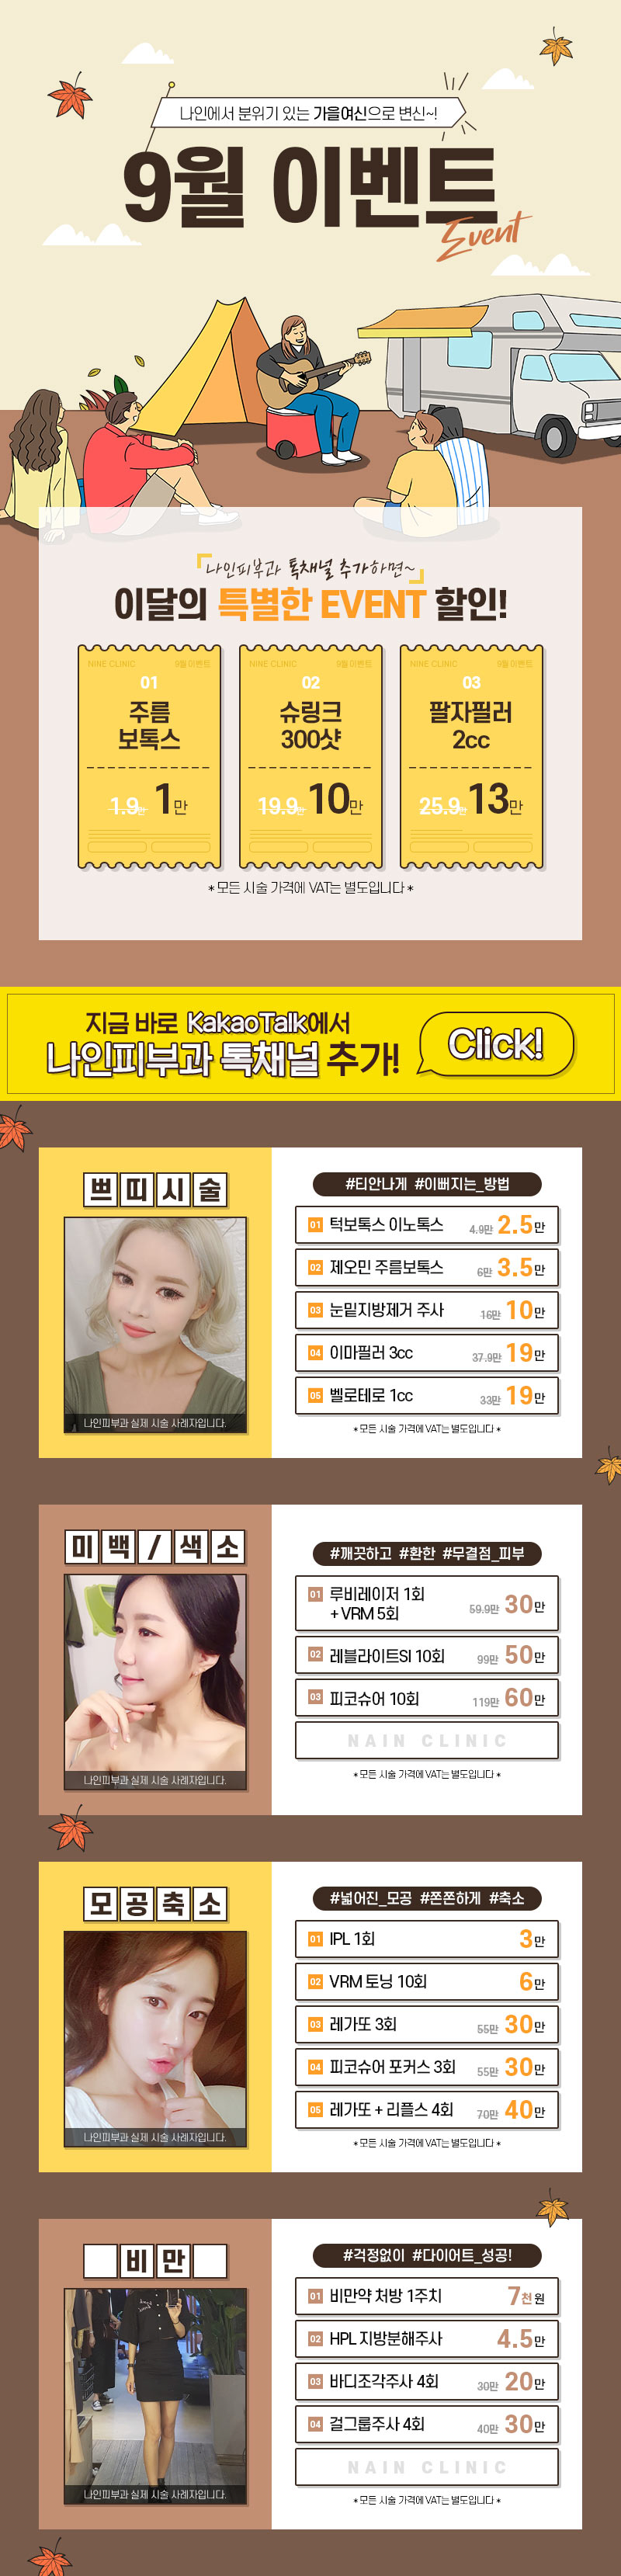 나인에서 분위기 있는 가을여신으로 변신~!
9월 이벤트
Event
나인피부과 톡채널 추가하면~
이달의 특별한 EVENT 할인!
NINE CLINIC 9월 이벤트
01
주름
보톡스
1.9만 1만
NINE CLINIC 9월 이벤트
02
슈링크
300샷
19.9만 10만
NINE CLINIC 9월 이벤트
03
팔자필러
2cc
25.9만 13만
* 모든 시술 가격에 VAT는 별도입니다 *
지금 바로 KakaoTalk에서
나인피부과 톡채널 추가!
Click!
쁘띠시술
나인피부과 실제 시술 사례자입니다.
#티안나게 #이뻐지는_방법
01 턱보톡스 이노톡스 4.9만 2.5만
02 제오민 주름보톡스 6만 3.5만
03 눈밑지방제거 주사 16만 10만
04 이마필러 3cc 37.9만 19만
05 벨로테로 1cc 33만 19만
* 모든 시술 가격에 VAT는 별도입니다 *
미백/색소
나인피부과 실제 시술 사례자입니다.
#깨끗하고 #환한 #무결점_피부
01 루비레이저 1회
+ VRM 5회 59.9만 30만
02 레블라이트SI 10회 99만 50만
03 피코슈어 10회 119만 60만
NAIN CLINIC
* 모든 시술 가격에 VAT는 별도입니다 *
모공축소
나인피부과 실제 시술 사례자입니다.
#넓어진_모공 #쫀쫀하게 #축소
01 IPL 1회 3만
02 VRM 토닝 10회 6만
03 레가또 3회 55만 30만
04 피코슈어 포커스 3회 55만 30만
05 레가또 + 리플스 4회 70만 40만
* 모든 시술 가격에 VAT는 별도입니다 *
비만
나인피부과 실제 시술 사례자입니다.
#걱정없이 #다이어트_성공!
01 비만약 처방 1주치 7천원
02 HPL 지방분해주사 4.5만
03 바디조각주사 4회 30만 20만
04 걸그룹주사 4회 40만 30만
NAIN CLINIC
* 모든 시술 가격에 VAT는 별도입니다 *